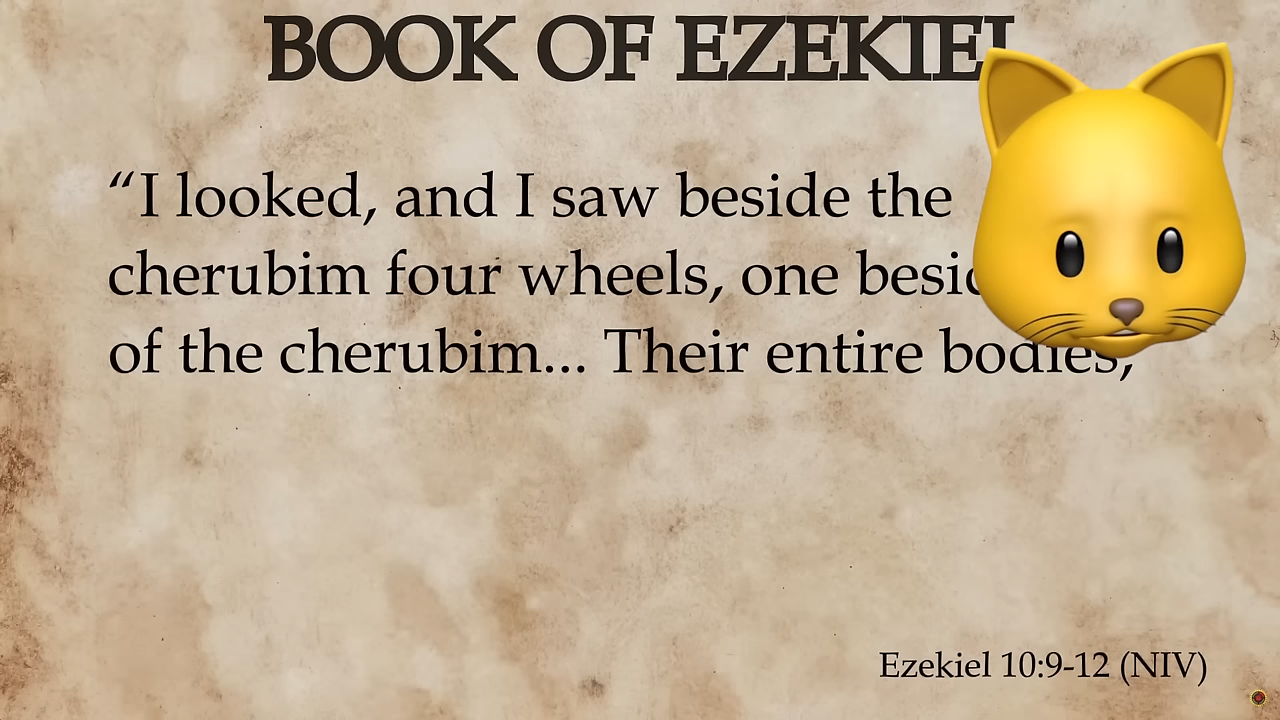 BOOK OF EZEKIEL
“I looked, and I saw beside the
cherubim four wheels, one
of the cherubim... Their entire bodies,
Ezekiel 10:9-12 (NIV)